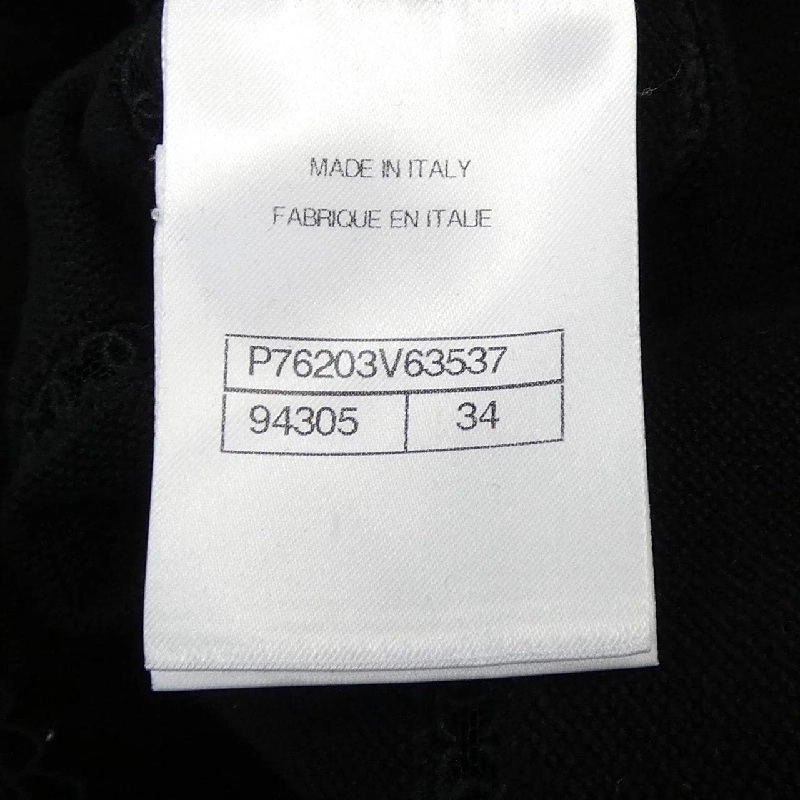 MADE IN ITALY
FABRIQUE EN ITALIE
P76203V63537
94305 34